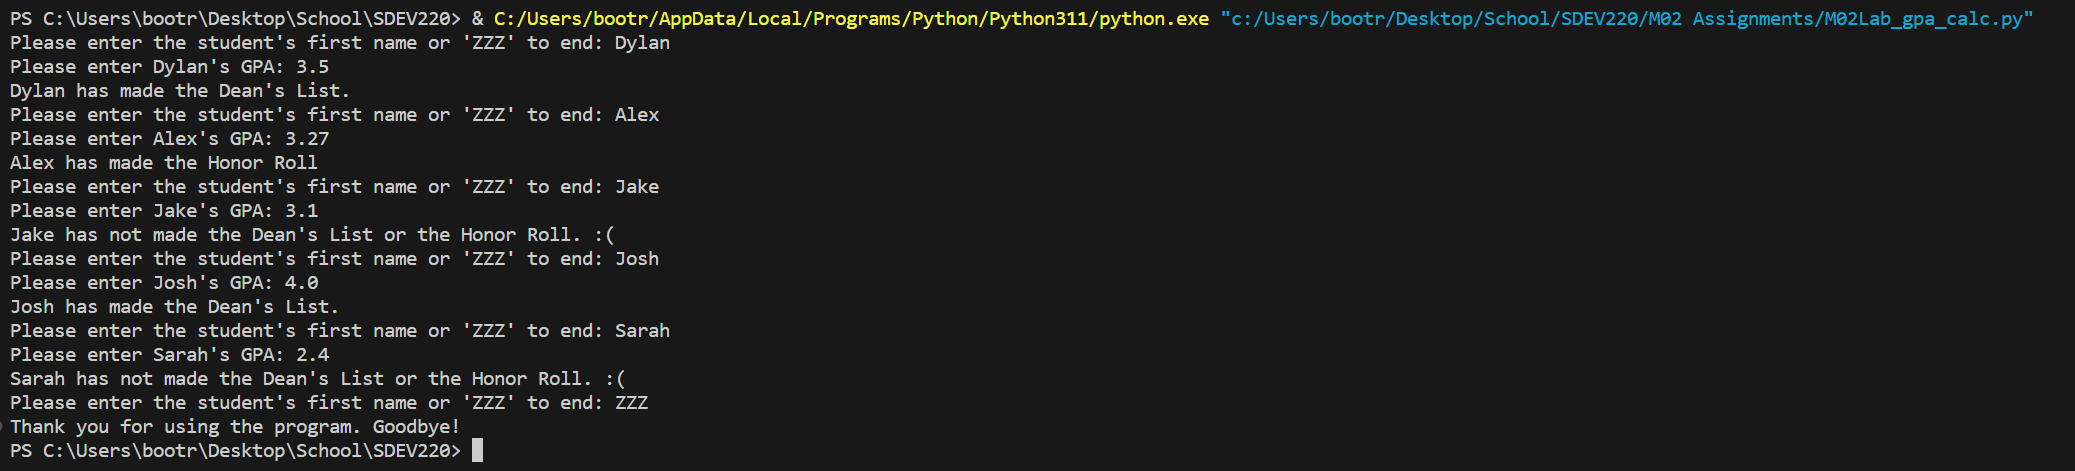 PS C:\Users\bootr\Desktop\School\SDEV220> & C:/Users/bootr/AppData/Local/Programs/Python/Python311/python.exe "c:/Users/bootr/Desktop/School/SDEV220/M02 Assignments/M02Lab_gpa_calc.py"
Please enter the student's first name or 'ZZZ' to end: Dylan
Please enter Dylan's GPA: 3.5
Dylan has made the Dean's List.
Please enter the student's first name or 'ZZZ' to end: Alex
Please enter Alex's GPA: 3.27
Alex has made the Honor Roll
Please enter the student's first name or 'ZZZ' to end: Jake
Please enter Jake's GPA: 3.1
Jake has not made the Dean's List or the Honor Roll. :(
Please enter the student's first name or 'ZZZ' to end: Josh
Please enter Josh's GPA: 4.0
Josh has made the Dean's List.
Please enter the student's first name or 'ZZZ' to end: Sarah
Please enter Sarah's GPA: 2.4
Sarah has not made the Dean's List or the Honor Roll. :(
Please enter the student's first name or 'ZZZ' to end: ZZZ
Thank you for using the program. Goodbye!
PS C:\Users\bootr\Desktop\School\SDEV220>